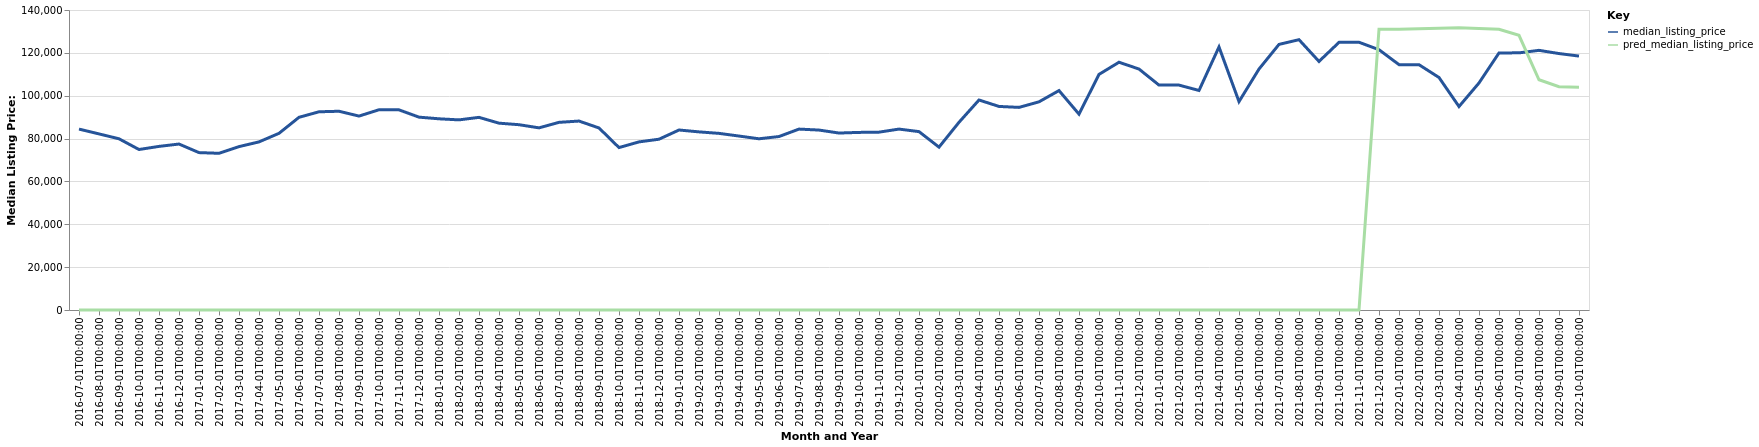 140,000
120,000
100,000
80,000
60,000
40,000
20,000
0
Median Listing Price:
2016-07-01T00:00:00
2016-08-01T00:00:00
2016-09-01T00:00:00
2016-10-01T00:00:00
2016-11-01T00:00:00
2016-12-01T00:00:00
2017-01-01T00:00:00
2017-02-01T00:00:00
2017-03-01T00:00:00
2017-04-01T00:00:00
2017-05-01T00:00:00
2017-06-01T00:00:00
2017-07-01T00:00:00
2017-08-01T00:00:00
2017-09-01T00:00:00
2017-10-01T00:00:00
2017-11-01T00:00:00
2017-12-01T00:00:00
2018-01-01T00:00:00
2018-02-01T00:00:00
2018-03-01T00:00:00
2018-04-01T00:00:00
2018-05-01T00:00:00
2018-06-01T00:00:00
2018-07-01T00:00:00
2018-08-01T00:00:00
2018-09-01T00:00:00
2018-10-01T00:00:00
2018-11-01T00:00:00
2018-12-01T00:00:00
2019-01-01T00:00:00
2019-02-01T00:00:00
2019-03-01T00:00:00
2019-04-01T00:00:00
2019-05-01T00:00:00
2019-06-01T00:00:00
2019-07-01T00:00:00
2019-08-01T00:00:00
2019-09-01T00:00:00
2019-10-01T00:00:00
2019-11-01T00:00:00
2019-12-01T00:00:00
2020-01-01T00:00:00
2020-02-01T00:00:00
2020-03-01T00:00:00
2020-04-01T00:00:00
2020-05-01T00:00:00
2020-06-01T00:00:00
2020-07-01T00:00:00
2020-08-01T00:00:00
2020-09-01T00:00:00
2020-10-01T00:00:00
2020-11-01T00:00:00
2020-12-01T00:00:00
2021-01-01T00:00:00
2021-02-01T00:00:00
2021-03-01T00:00:00
2021-04-01T00:00:00
2021-05-01T00:00:00
2021-06-01T00:00:00
2021-07-01T00:00:00
2021-08-01T00:00:00
2021-09-01T00:00:00
2021-10-01T00:00:00
2021-11-01T00:00:00
2021-12-01T00:00:00
2022-01-01T00:00:00
2022-02-01T00:00:00
2022-03-01T00:00:00
2022-04-01T00:00:00
2022-05-01T00:00:00
2022-06-01T00:00:00
2022-07-01T00:00:00
2022-08-01T00:00:00
2022-09-01T00:00:00
2022-10-01T00:00:00
Month and Year
Key
median_listing_price
pred_median_listing_price